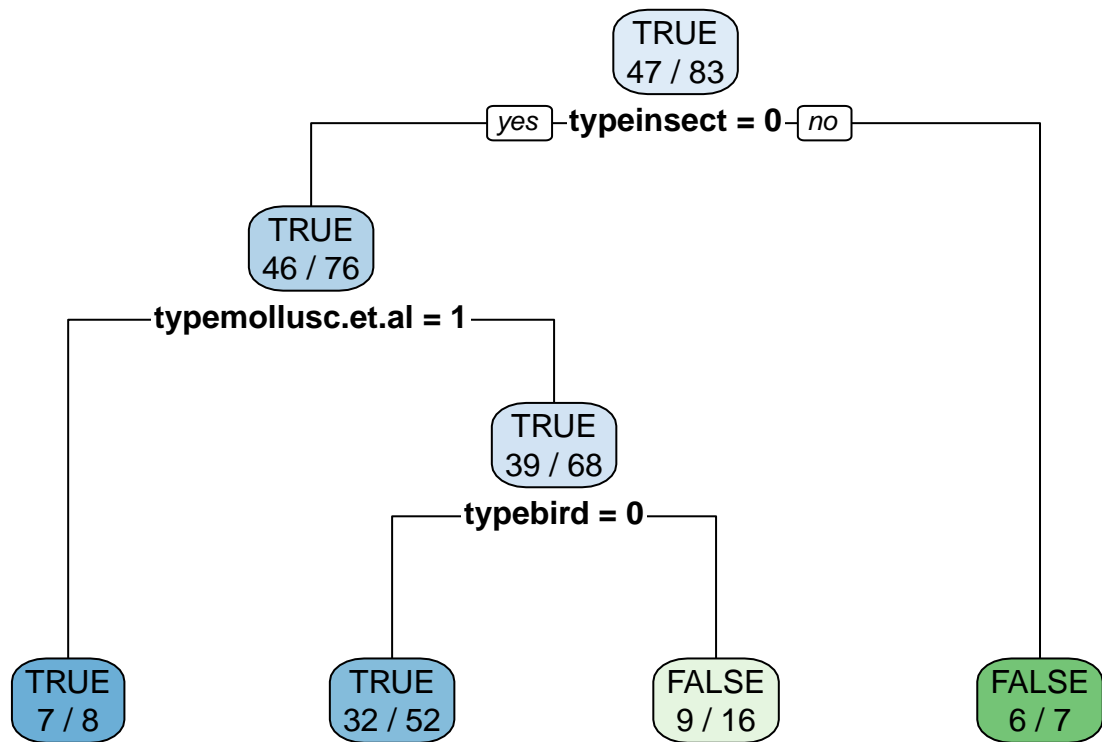 TRUE
47 / 83
yes typeinsect = 0 no
TRUE
46 / 76
typemollusc.et.al = 1
TRUE
39 / 68
typebird = 0
TRUE
7 / 8
TRUE
32 / 52
FALSE
9 / 16
FALSE
6 / 7